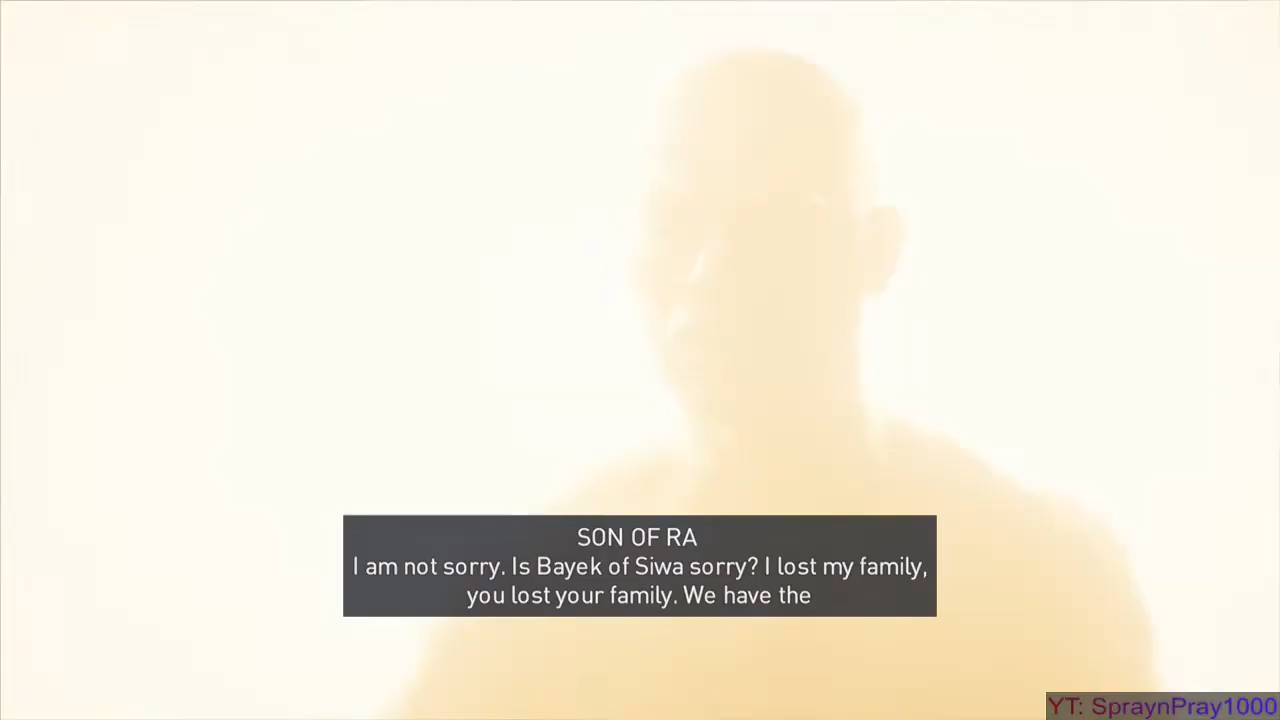 SON OF RA
I am not sorry. Is Bayek of Siwa sorry? I lost my family,
you lost your family. We have the
YT: SpraynPray1000